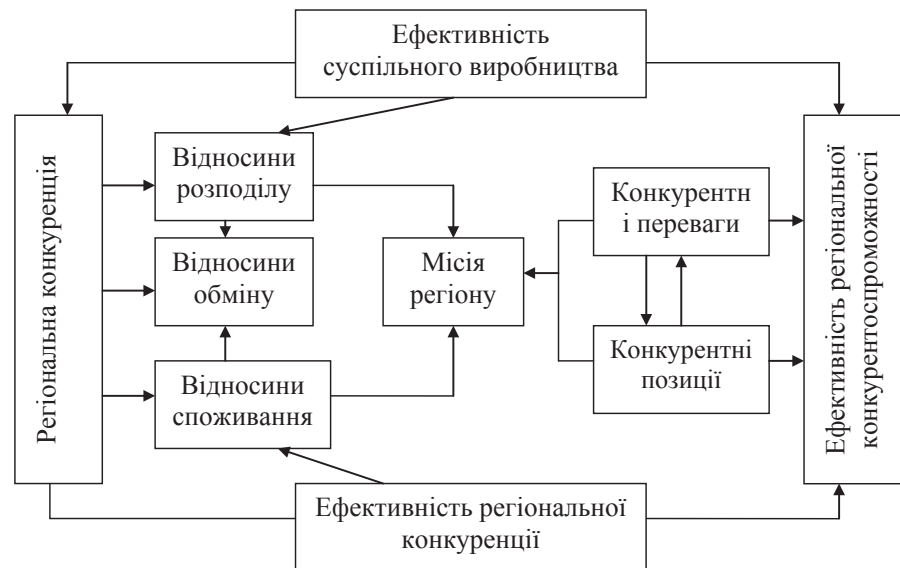 Ефективність
суспільного виробництва
Регіональна конкуренція
Відносини
розподілу
Відносини
обміну
Відносини
споживання
Місія
регіону
Конкурентн
і переваги
Конкурентні
позиції
Ефективність регіональної
конкурентоспроможності
Ефективність регіональної
конкуренції